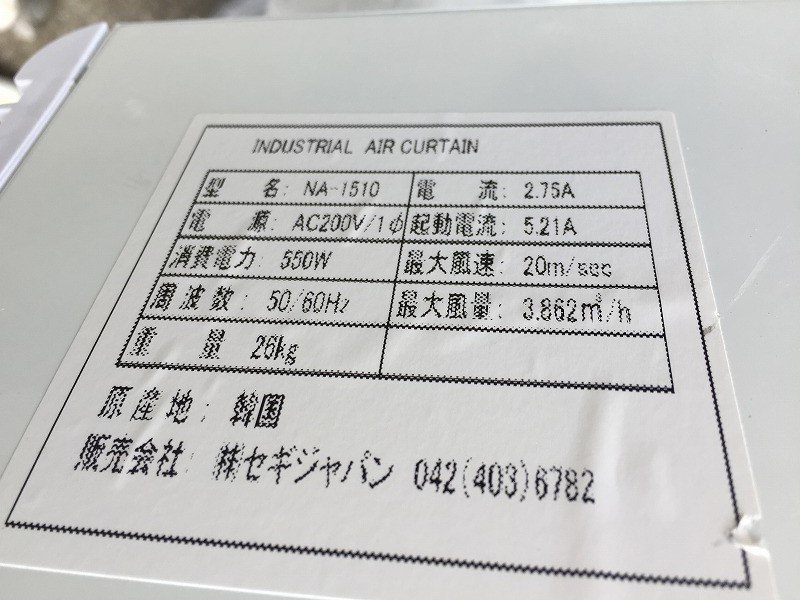 INDUSTRIAL AIR CURTAIN
型 名: NA-1510 電 流: 2.75A
電 源: AC200V/1φ 起動電流: 5.21A
消費電力: 550W 最大風速: 20m/sec
周波数: 50/60Hz 最大風量: 3.862㎥/h
重 量 26kg
原産地: 韓国
販売会社: ㈱セギジャパン 042(403)6782